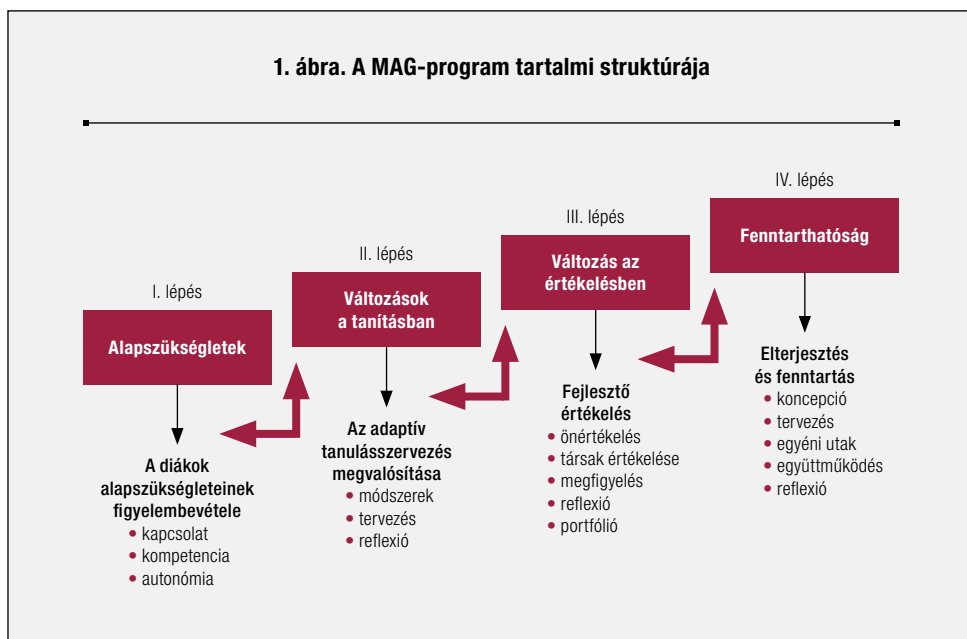 1. ábra. A MAG-program tartalmi struktúrája
I. lépés
Alapszükségletek
A diákok
alapszükségleteinek
figyelembevétele
• kapcsolat
• kompetencia
• autonómia
II. lépés
Változások
a tanításban
Az adaptív
tanulásszervezés
megvalósítása
• módszerek
• tervezés
• reflexió
III. lépés
Változás az
értékelésben
Fejlesztő
értékelés
• önértékelés
• társak értékelése
• megfigyelés
• reflexió
• portfólió
IV. lépés
Fenntarthatóság
Elterjesztés
és fenntartás
• koncepció
• tervezés
• egyéni utak
• együttműködés
• reflexió